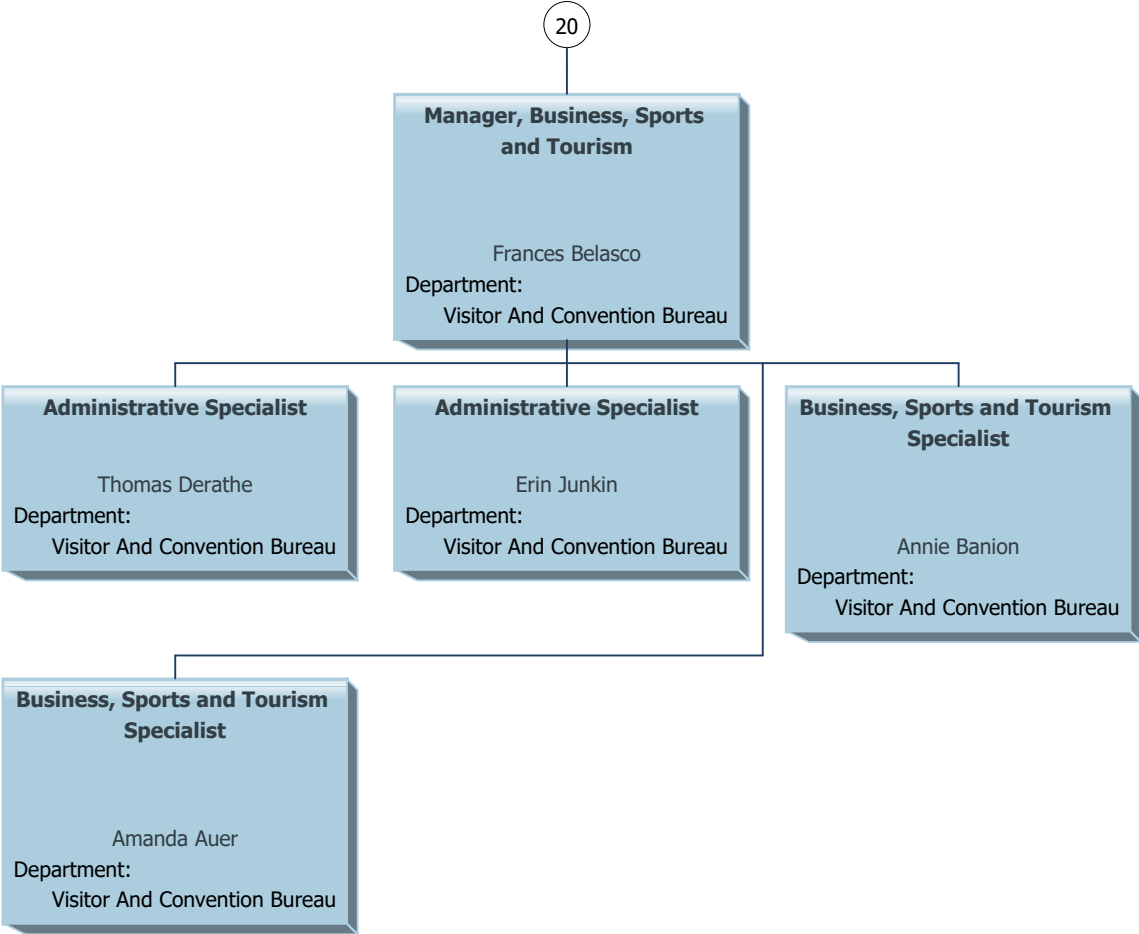 20
Manager, Business, Sports
and Tourism
Frances Belasco
Department:
Visitor And Convention Bureau
Administrative Specialist
Thomas Derathe
Department:
Visitor And Convention Bureau
Administrative Specialist
Erin Junkin
Department:
Visitor And Convention Bureau
Business, Sports and Tourism
Specialist
Annie Banion
Department:
Visitor And Convention Bureau
Business, Sports and Tourism
Specialist
Amanda Auer
Department:
Visitor And Convention Bureau